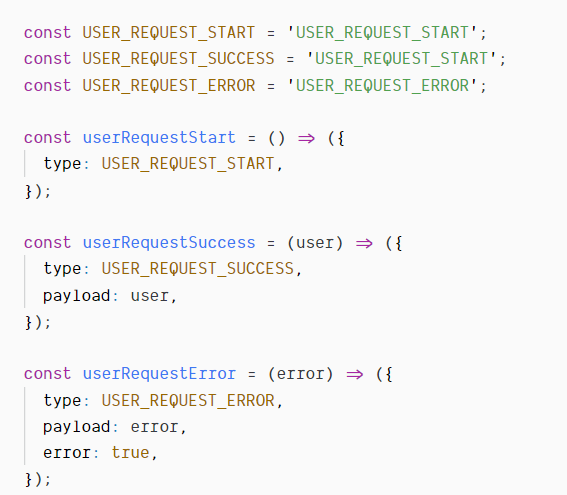 const USER_REQUEST_START = 'USER_REQUEST_START';
const USER_REQUEST_SUCCESS = 'USER_REQUEST_START';
const USER_REQUEST_ERROR = 'USER_REQUEST_ERROR';

const userRequestStart = () => ({
  type: USER_REQUEST_START,
});

const userRequestSuccess = (user) => ({
  type: USER_REQUEST_SUCCESS,
  payload: user,
});

const userRequestError = (error) => ({
  type: USER_REQUEST_ERROR,
  payload: error,
  error: true,
});